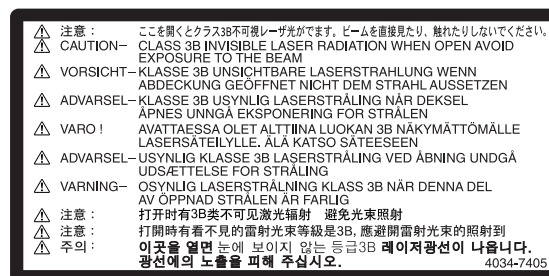 ⚠ 注意： ここを開くとクラス3B不可視レーザ光がでます。ビームを直接見たり、触れたりしないでください。
⚠ CAUTION– CLASS 3B INVISIBLE LASER RADIATION WHEN OPEN AVOID
EXPOSURE TO THE BEAM
⚠ VORSICHT– KLASSE 3B UNSICHTBARE LASERSTRAHLUNG WENN
ABDECKUNG GEÖFFNET NICHT DEM STRAHL AUSSETZEN
⚠ ADVARSEL– KLASSE 3B USYNLIG LASERSTRÅLING NÅR DEKSEL
ÅPNES UNNGÅ EKSPONERING FOR STRÅLEN
⚠ VARO ! AVATTAESSA OLET ALTTIINA LUOKAN 3B NÄKYMÄTTÖMÄLLE
LASERSÄTEILYLLE. ÄLÄ KATSO SÄTEESEEN
⚠ ADVARSEL– USYNLIG KLASSE 3B LASERSTRÅLING VED ÅBNING UNDGÅ
UDSÆTTELSE FOR STRÅLING
⚠ VARNING– OSYNLIG LASERSTRÅLNING KLASS 3B NÄR DENNA DEL
AV ÖPPNAD STRÅLEN ÄR FARLIG
⚠ 注意： 打开时有3B类不可见激光辐射 避免光束照射
⚠ 注意： 打開時有看不見的雷射光束等級是3B, 應避開雷射光束的照射到
⚠ 주의 : 이곳을 열면 눈에 보이지 않는 등급3B 레이저광선이 나옵니다.
광선에의 노출을 피해 주십시오. 4034-7405